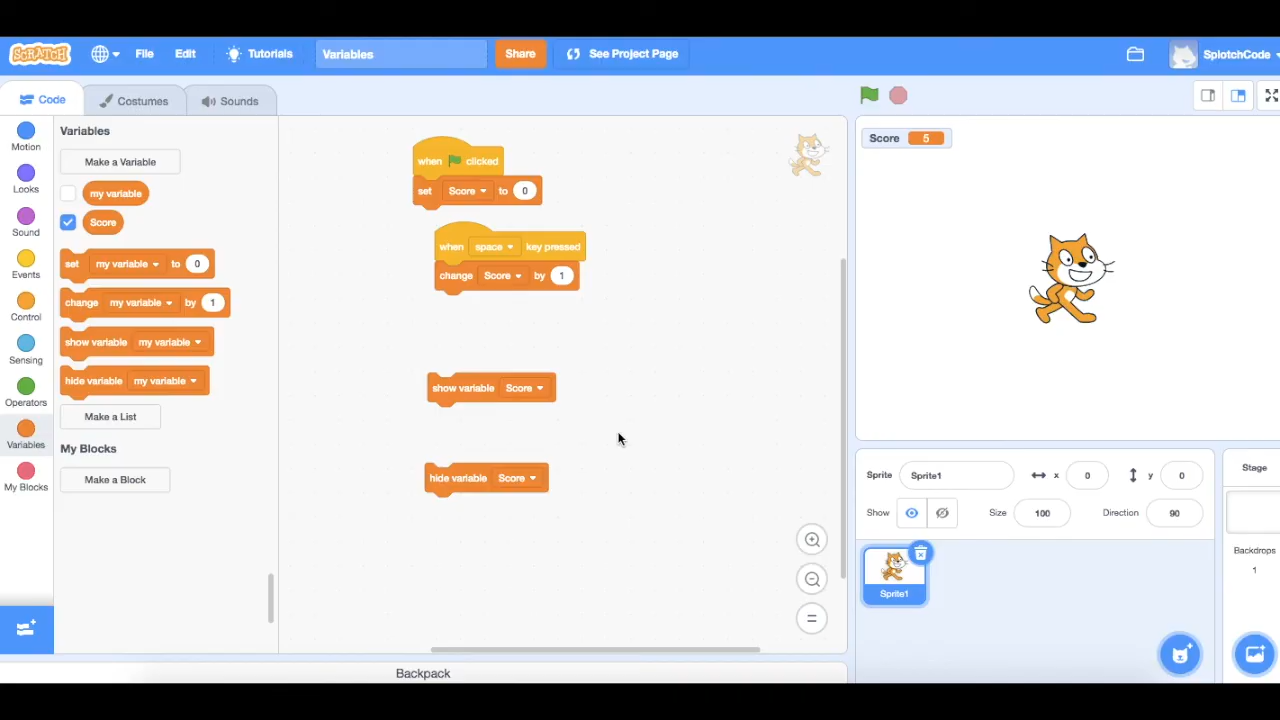 SCRATCH File Edit Tutorials Variables Share See Project Page SplotchCode
Code Costumes Sounds
Motion
Looks
Sound
Events
Control
Sensing
Operators
Variables
My Blocks
Variables
Make a Variable
my variable
Score
set my variable to 0
change my variable by 1
show variable my variable
hide variable my variable
Make a List
My Blocks
Make a Block
when clicked
set Score to 0
when space key pressed
change Score by 1
show variable Score
hide variable Score
Backpack
Score 5
Sprite Sprite1 x 0 y 0
Show Size 100 Direction 90
Sprite1
Stage
Backdrops
1